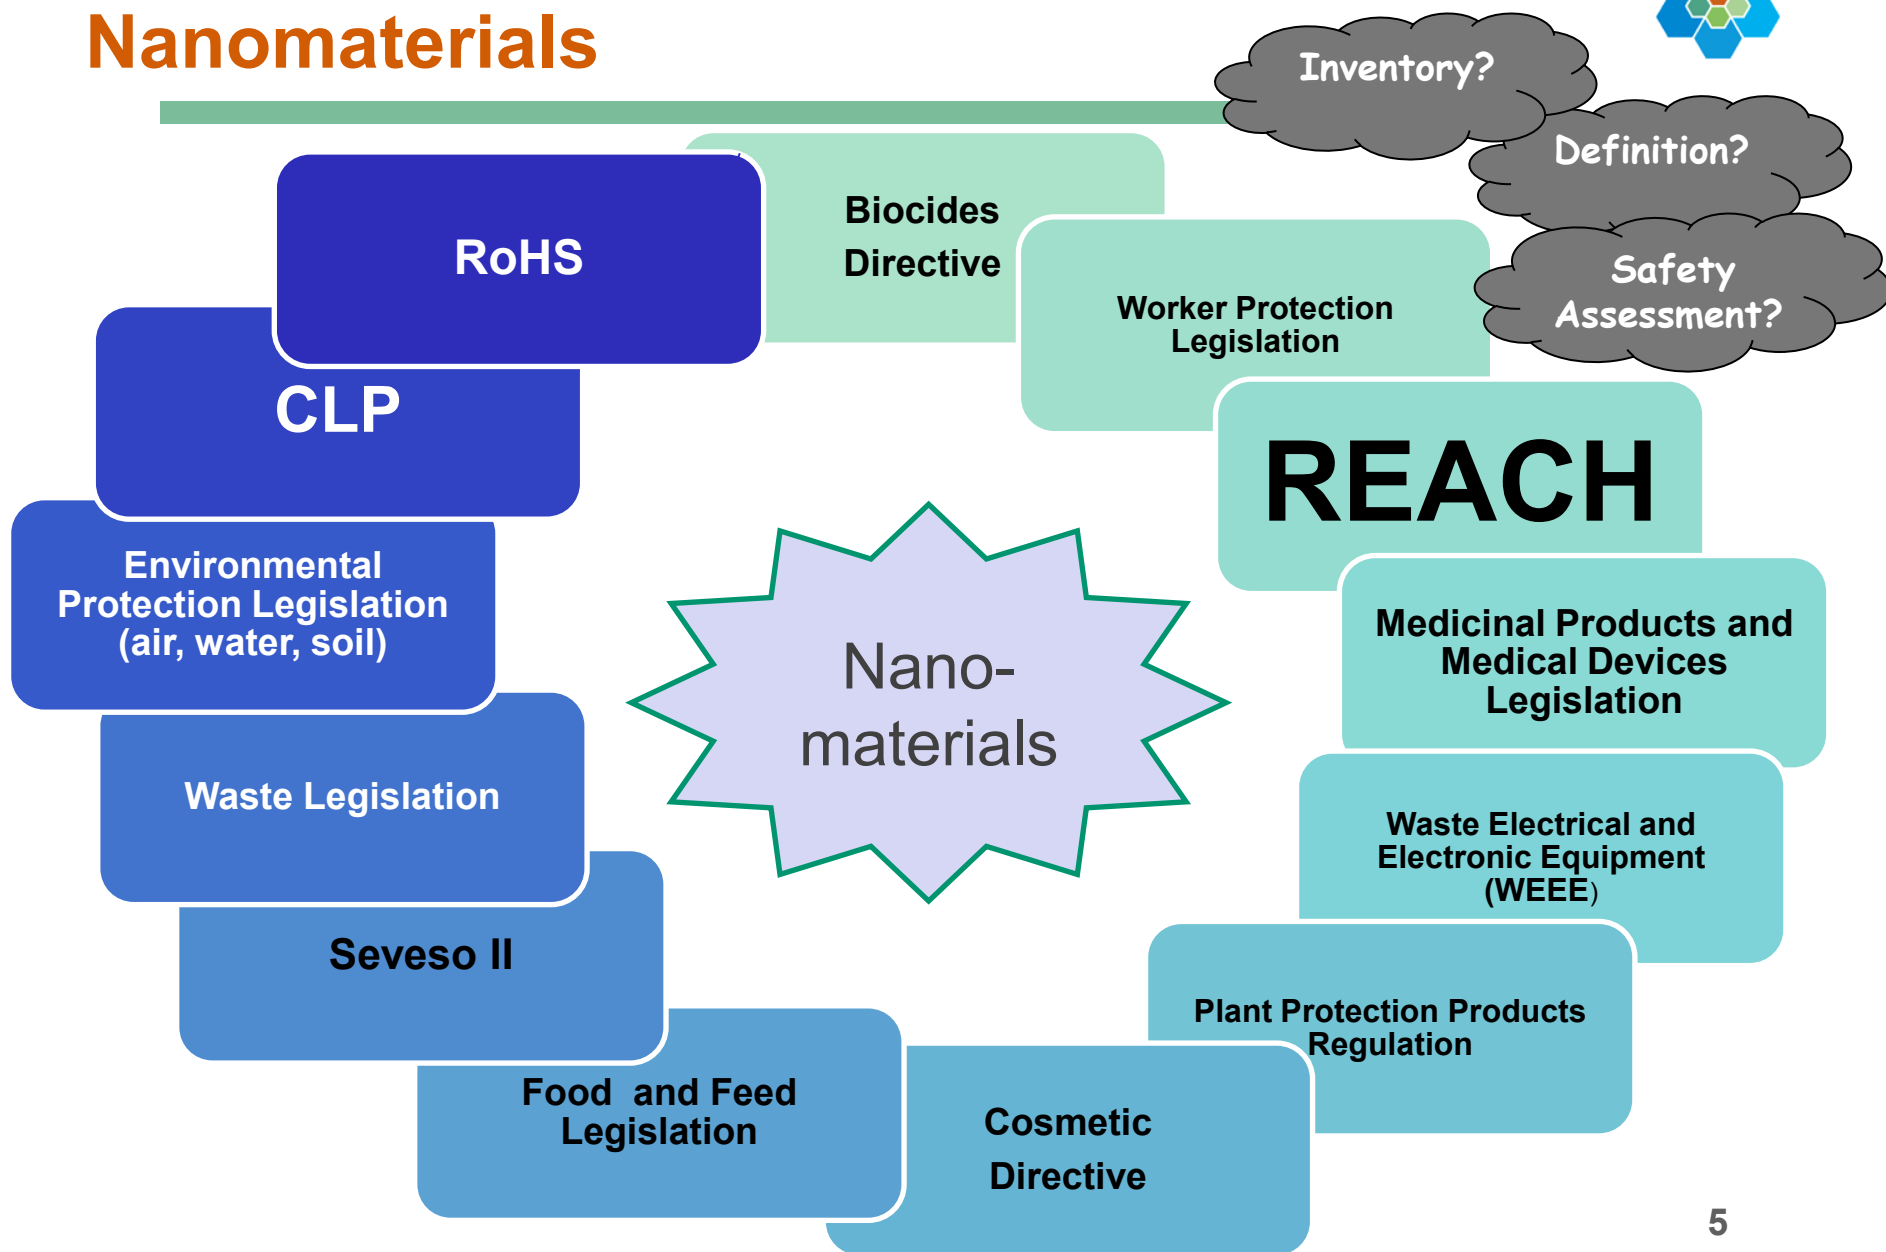 Nanomaterials
Inventory?
Definition?
Safety
Assessment?
RoHS
Biocides
Directive
Worker Protection
Legislation
CLP
REACH
Environmental
Protection Legislation
(air, water, soil)
Nano-
materials
Medicinal Products and
Medical Devices
Legislation
Waste Legislation
Waste Electrical and
Electronic Equipment
(WEEE)
Seveso II
Plant Protection Products
Regulation
Food and Feed
Legislation
Cosmetic
Directive
5